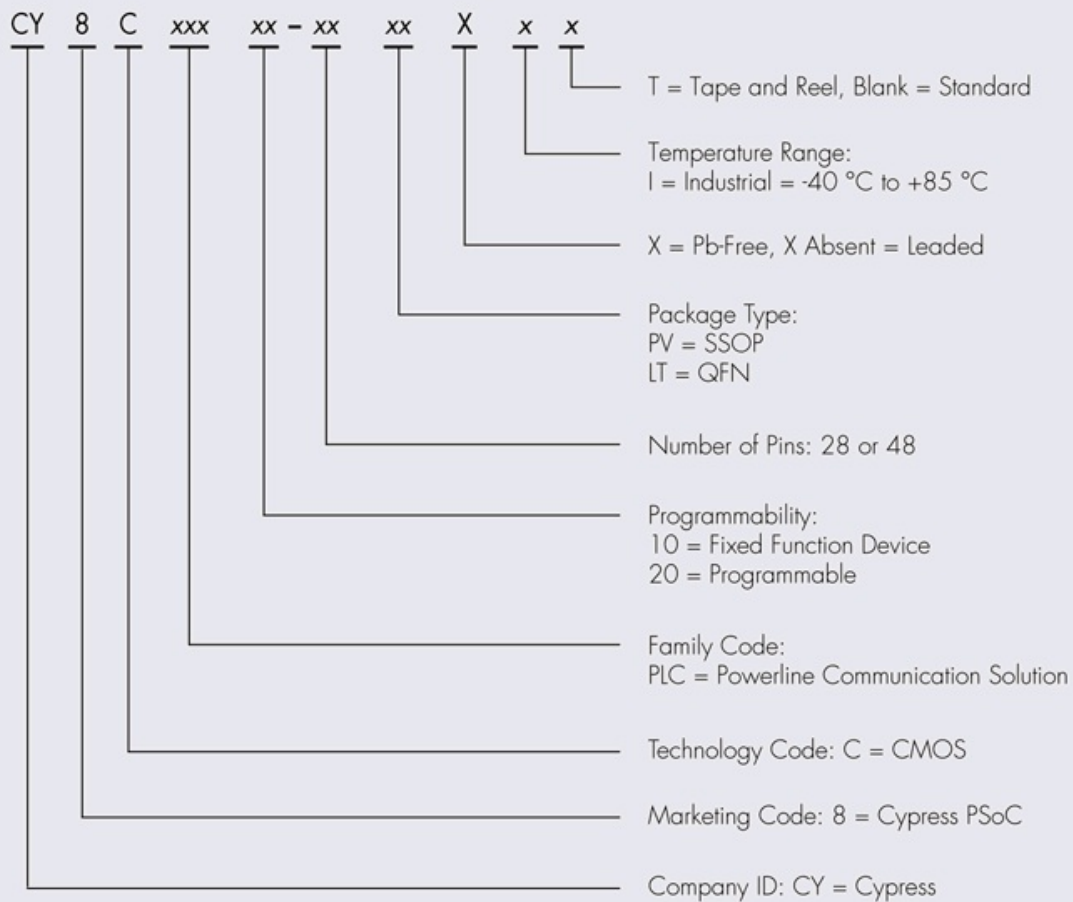 CY 8 C xxx xx – xx xx X x x
T = Tape and Reel, Blank = Standard
Temperature Range:
I = Industrial = -40 °C to +85 °C
X = Pb-Free, X Absent = Leaded
Package Type:
PV = SSOP
LT = QFN
Number of Pins: 28 or 48
Programmability:
10 = Fixed Function Device
20 = Programmable
Family Code:
PLC = Powerline Communication Solution
Technology Code: C = CMOS
Marketing Code: 8 = Cypress PSoC
Company ID: CY = Cypress